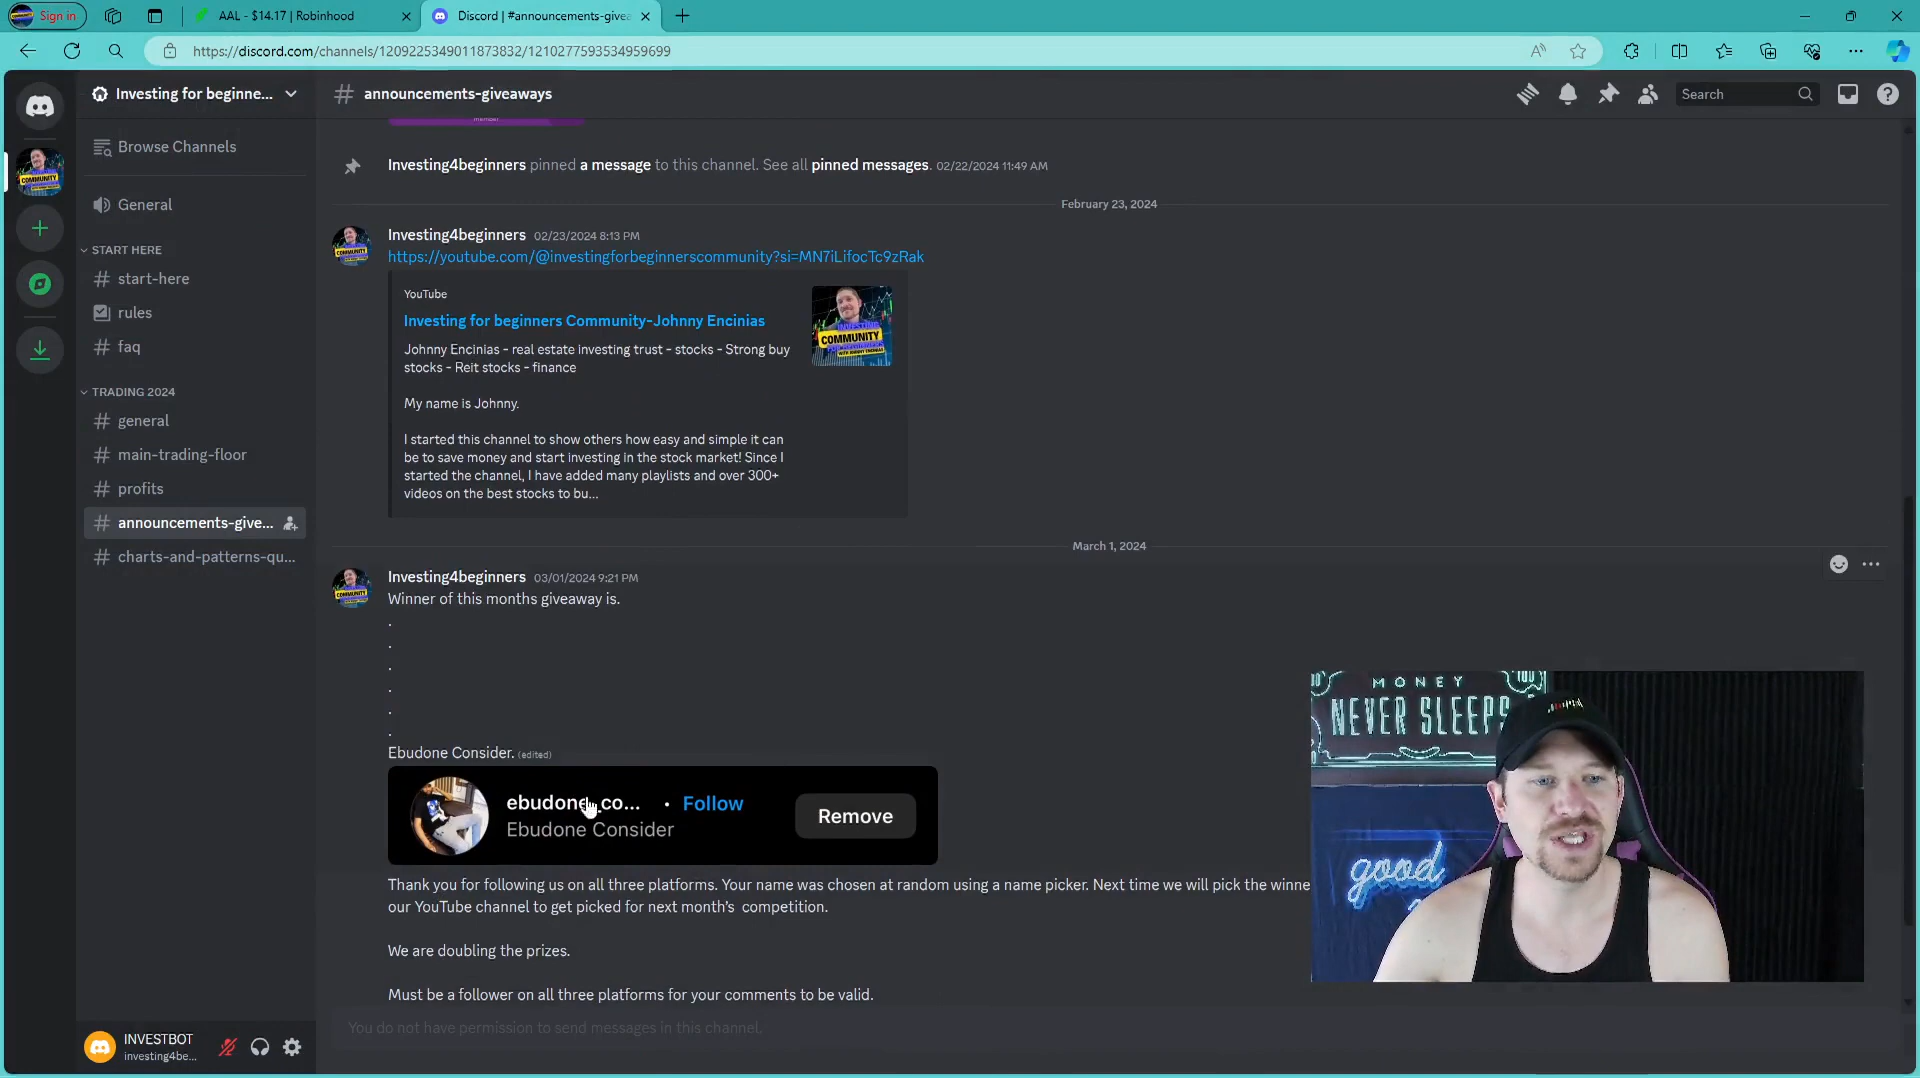 Sign in
AAL - $14.17 | Robinhood
Discord | #announcements-givea
https://discord.com/channels/1209225349011873832/1210277593534959699
Investing for beginne...
# announcements-giveaways
Search
Browse Channels
General
START HERE
# start-here
rules
# faq
TRADING 2024
# general
# main-trading-floor
# profits
# announcements-give...
# charts-and-patterns-qu...
INVESTBOT
investing4be...
member
Investing4beginners pinned a message to this channel. See all pinned messages. 02/22/2024 11:49 AM
February 23, 2024
Investing4beginners 02/23/2024 8:13 PM
https://youtube.com/@investingforbeginnerscommunity?si=MN7iLifocTc9zRak
YouTube
Investing for beginners Community-Johnny Encinias
Johnny Encinias - real estate investing trust - stocks - Strong buy
stocks - Reit stocks - finance
My name is Johnny.
I started this channel to show others how easy and simple it can
be to save money and start investing in the stock market! Since I
started the channel, I have added many playlists and over 300+
videos on the best stocks to bu...
COMMUNITY
March 1, 2024
Investing4beginners 03/01/2024 9:21 PM
Winner of this months giveaway is.
.
.
.
.
.
.
Ebudone Consider. (edited)
ebudone_co... • Follow
Ebudone Consider
Remove
Thank you for following us on all three platforms. Your name was chosen at random using a name picker. Next time we will pick the winne
our YouTube channel to get picked for next month's competition.
We are doubling the prizes.
Must be a follower on all three platforms for your comments to be valid.
You do not have permission to send messages in this channel.
MONEY
NEVER SLEEPS
good